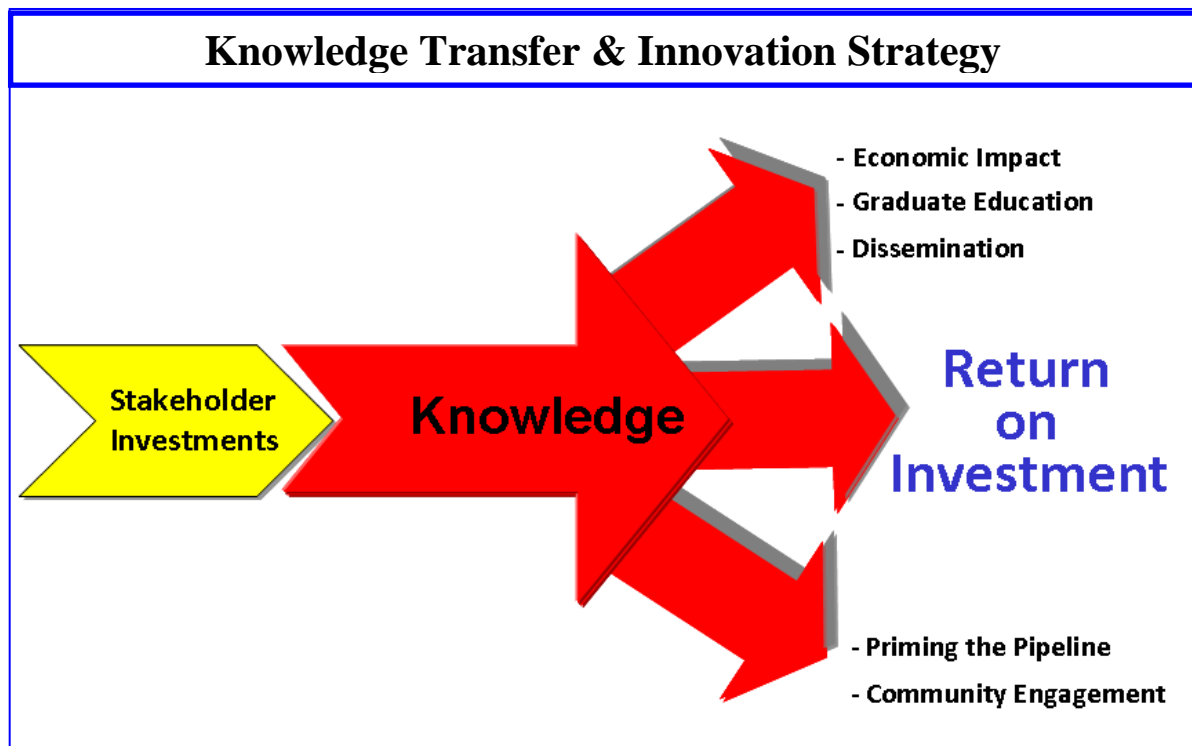 Knowledge Transfer & Innovation Strategy
- Economic Impact
- Graduate Education
- Dissemination
Stakeholder
Investments
Knowledge
Return
on
Investment
- Priming the Pipeline
- Community Engagement